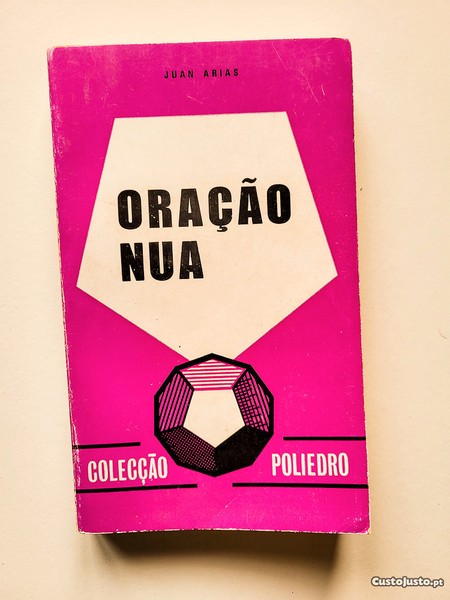 JUAN ARIAS
ORAÇÃO
NUA
COLECÇÃO POLIEDRO
CustoJusto.pt